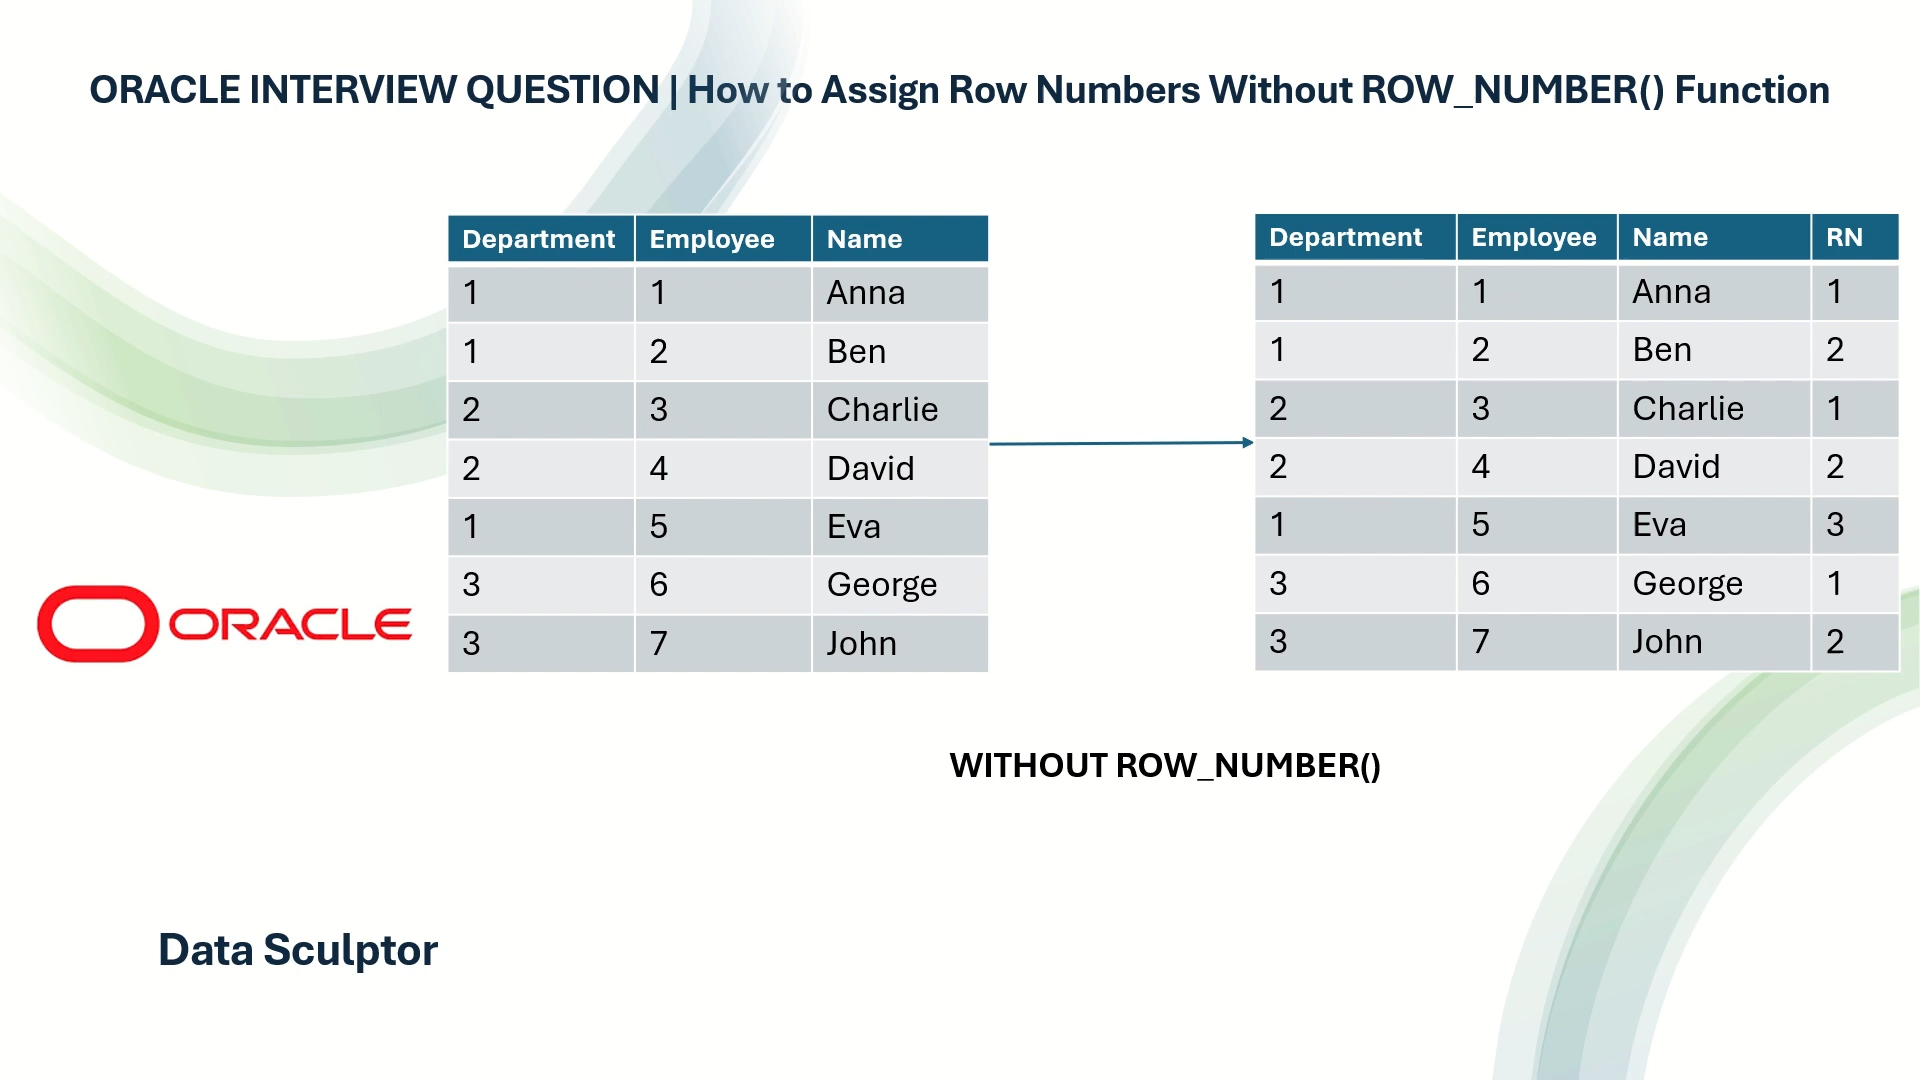 ORACLE INTERVIEW QUESTION | How to Assign Row Numbers Without ROW_NUMBER() Function
Department Employee Name
1 1 Anna
1 2 Ben
2 3 Charlie
2 4 David
1 5 Eva
3 6 George
3 7 John
Department Employee Name RN
1 1 Anna 1
1 2 Ben 2
2 3 Charlie 1
2 4 David 2
1 5 Eva 3
3 6 George 1
3 7 John 2
ORACLE
WITHOUT ROW_NUMBER()
Data Sculptor